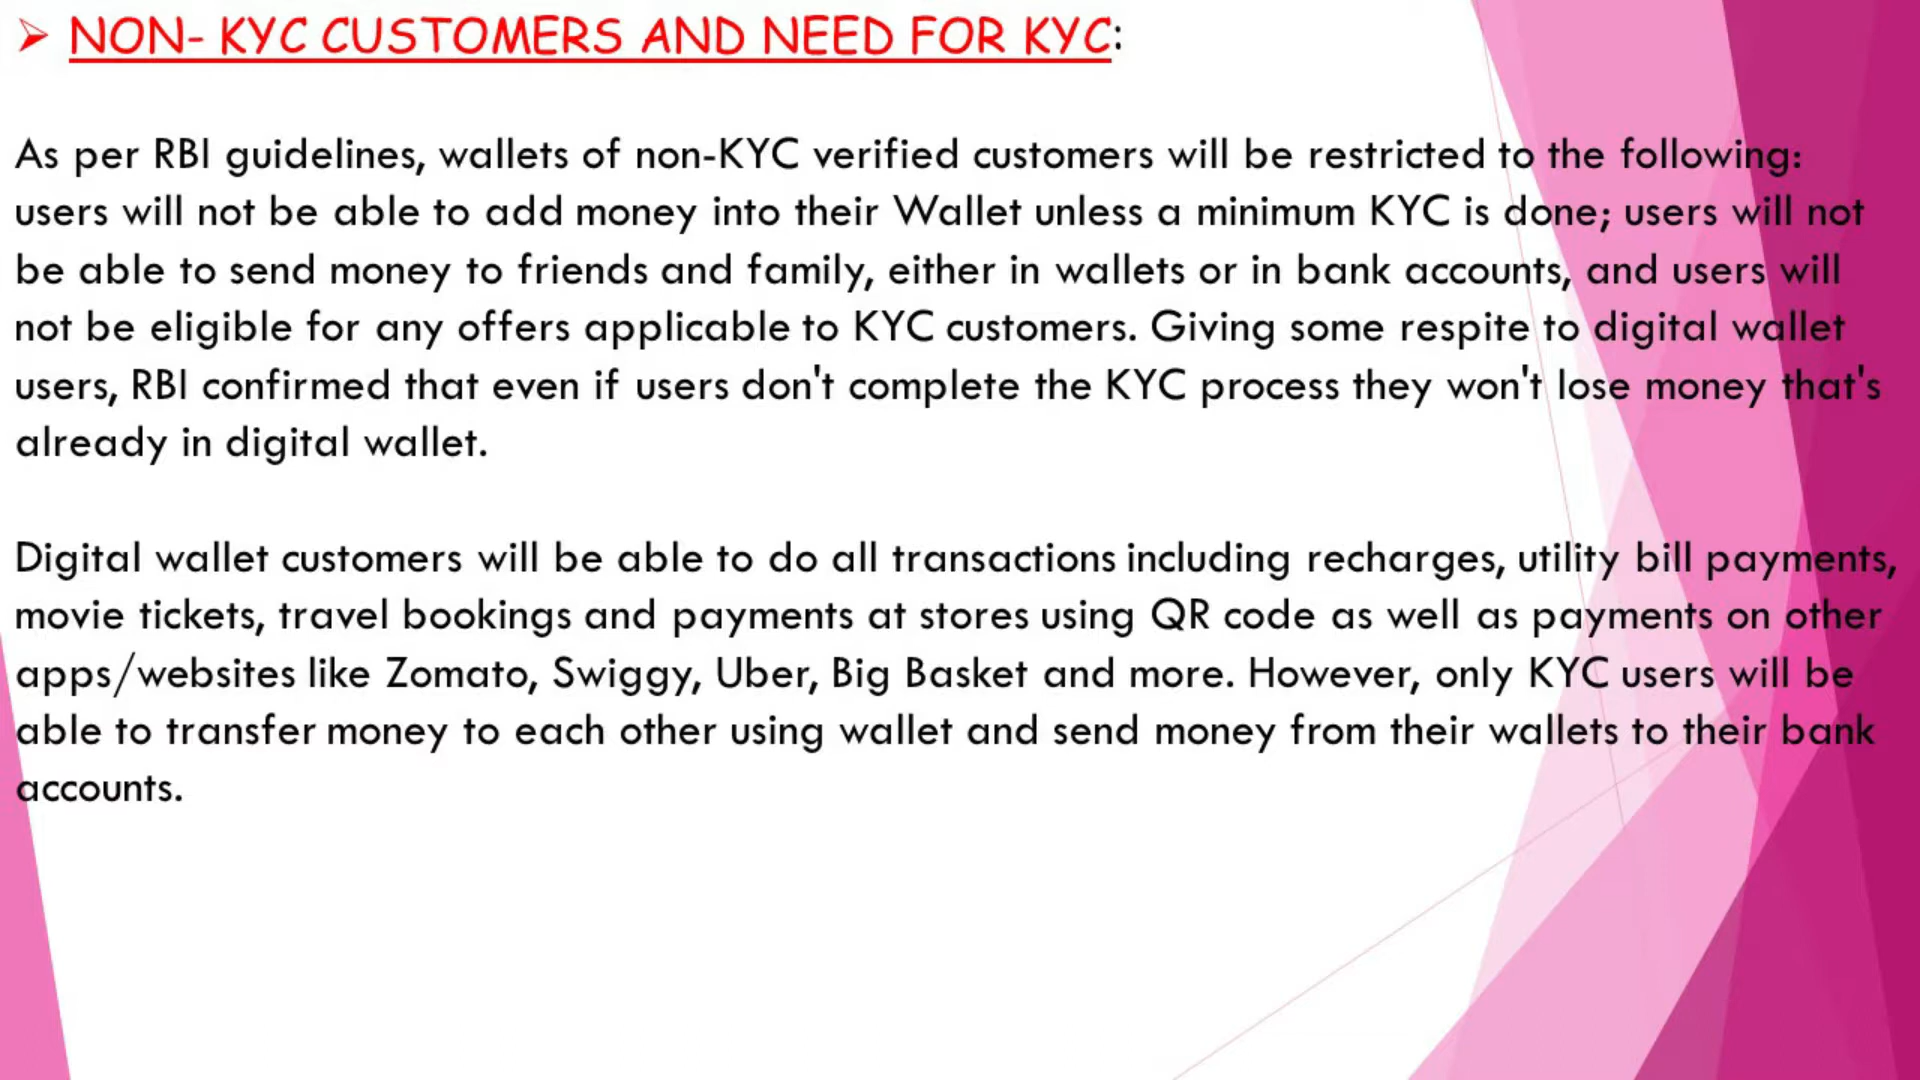 ➢ NON- KYC CUSTOMERS AND NEED FOR KYC:
As per RBI guidelines, wallets of non-KYC verified customers will be restricted to the following:
users will not be able to add money into their Wallet unless a minimum KYC is done; users will not
be able to send money to friends and family, either in wallets or in bank accounts, and users will
not be eligible for any offers applicable to KYC customers. Giving some respite to digital wallet
users, RBI confirmed that even if users don't complete the KYC process they won't lose money that's
already in digital wallet.
Digital wallet customers will be able to do all transactions including recharges, utility bill payments,
movie tickets, travel bookings and payments at stores using QR code as well as payments on other
apps/websites like Zomato, Swiggy, Uber, Big Basket and more. However, only KYC users will be
able to transfer money to each other using wallet and send money from their wallets to their bank
accounts.